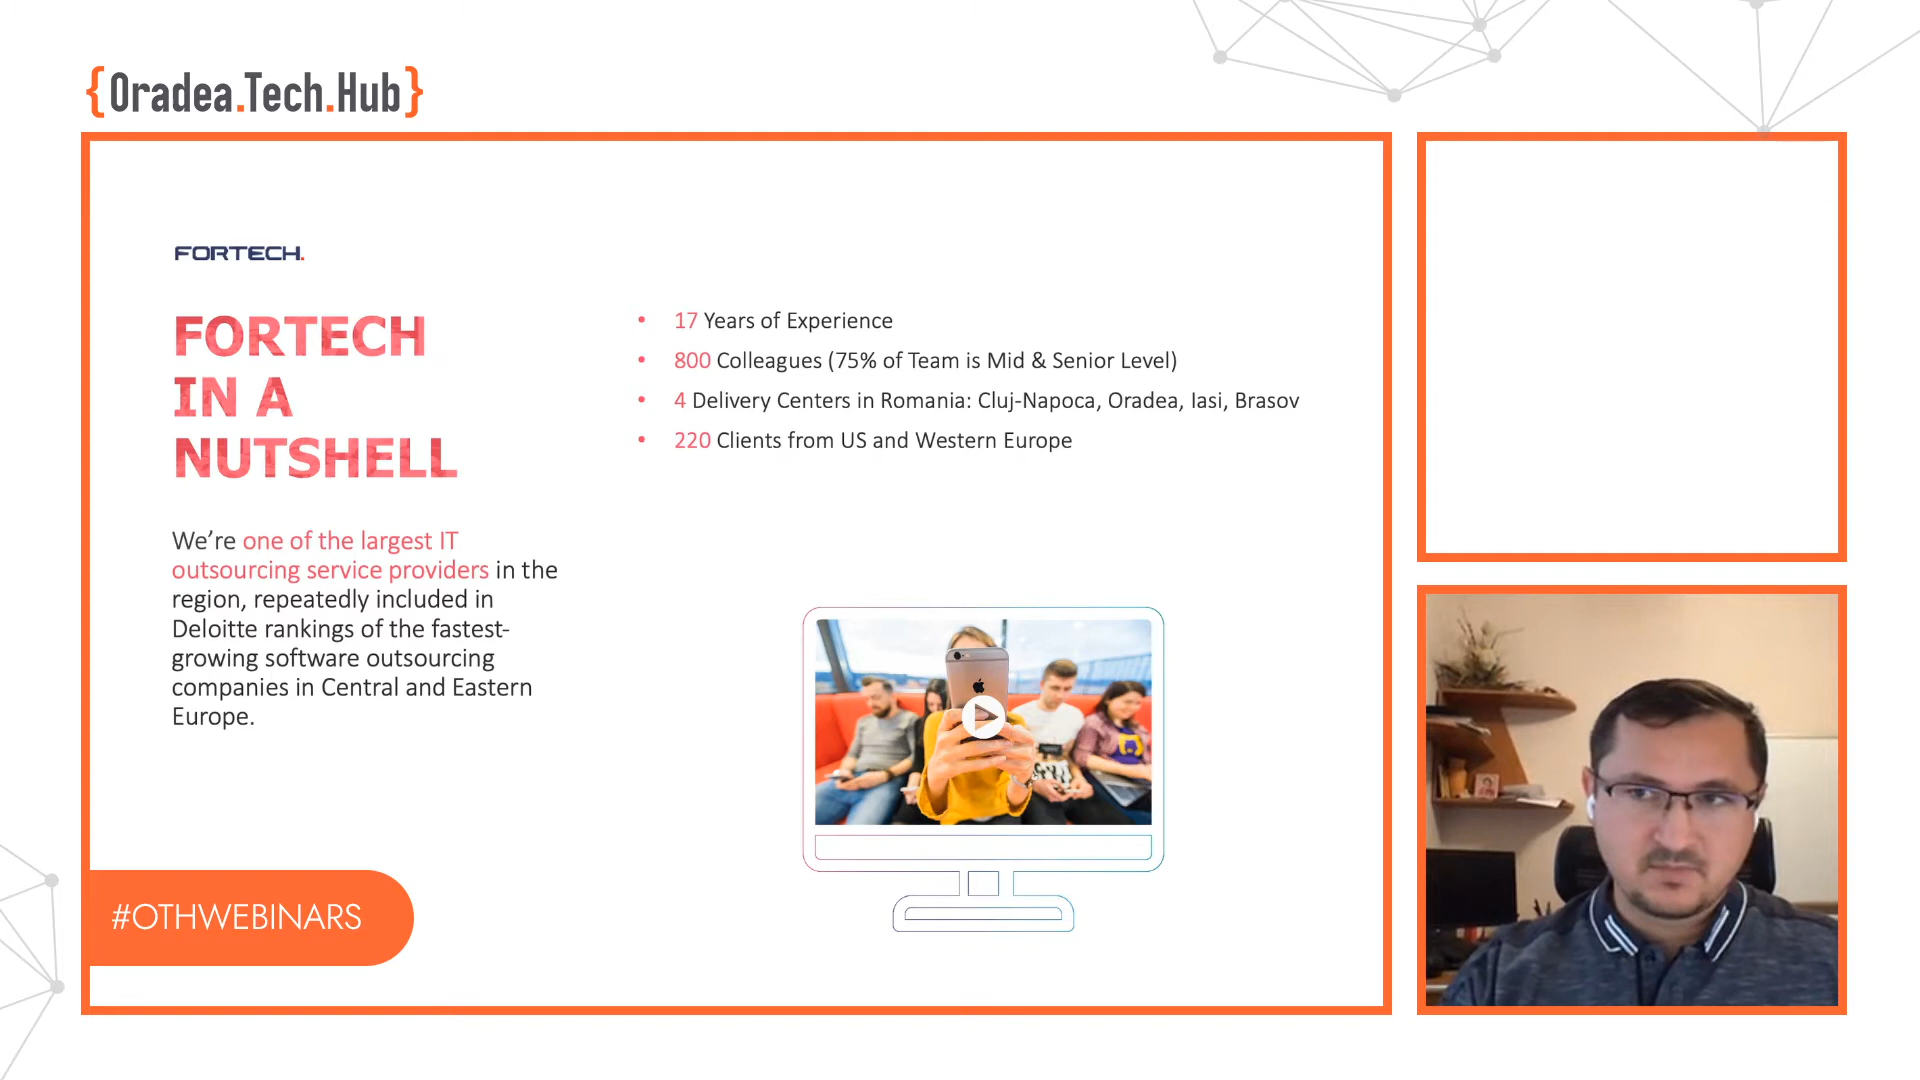 {Oradea.Tech.Hub}
FORTECH.
FORTECH
IN A
NUTSHELL
We’re one of the largest IT
outsourcing service providers in the
region, repeatedly included in
Deloitte rankings of the fastest-
growing software outsourcing
companies in Central and Eastern
Europe.
• 17 Years of Experience
• 800 Colleagues (75% of Team is Mid & Senior Level)
• 4 Delivery Centers in Romania: Cluj-Napoca, Oradea, Iasi, Brasov
• 220 Clients from US and Western Europe
#OTHWEBINARS